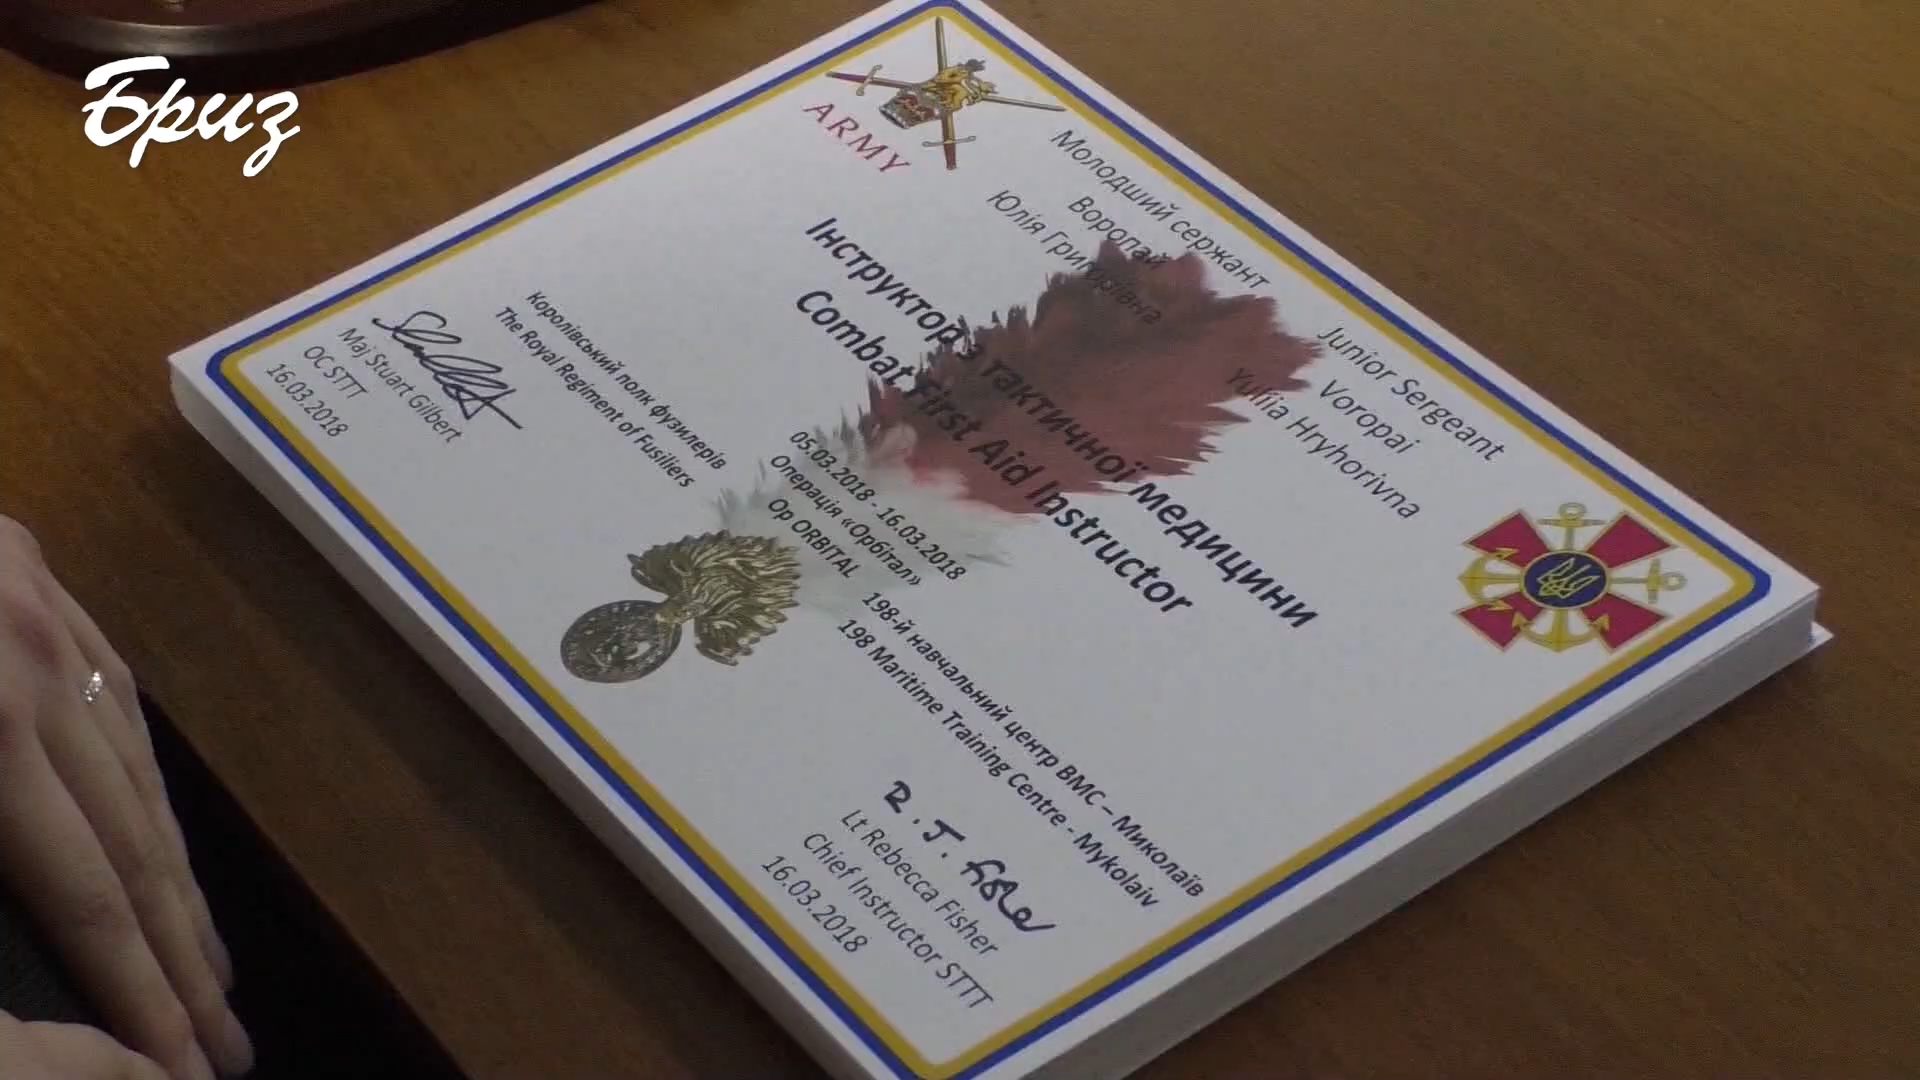 Бриз
ARMY
Молодший сержант
Воропай
Юлія Григорівна
Junior Sergeant
Voropai
Yuliia Hryhorivna
Інструктор з тактичної медицини
Combat First Aid Instructor
05.03.2018 - 16.03.2018
Операція «Орбітал»
Op ORBITAL
Королівський полк фузилерів
The Royal Regiment of Fusiliers
198-й навчальний центр ВМС – Миколаїв
198 Maritime Training Centre - Mykolaiv
Maj Stuart Gilbert
OC STTT
16.03.2018
R. J. Fisher
Lt Rebecca Fisher
Chief Instructor STTT
16.03.2018